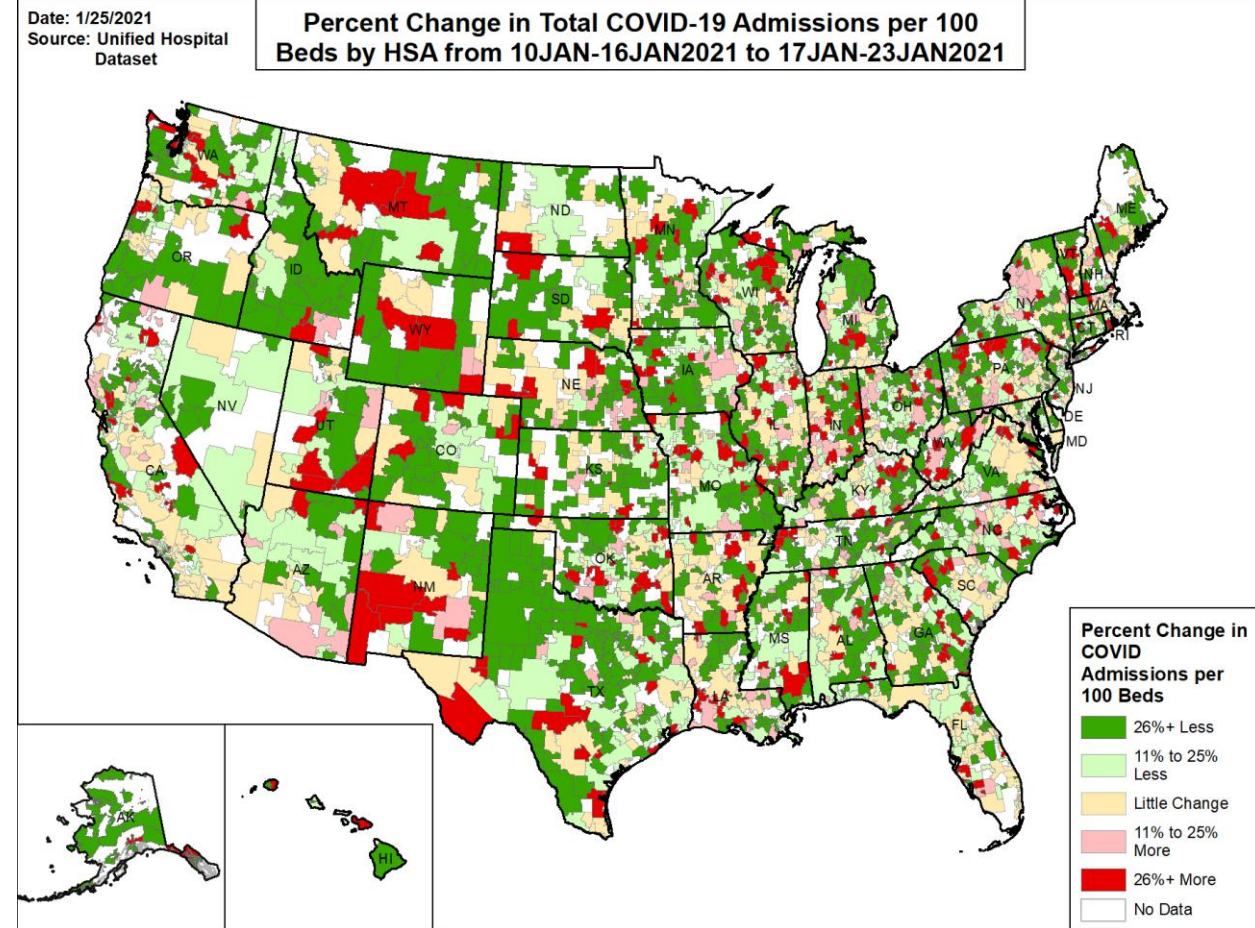 Date: 1/25/2021
Source: Unified Hospital
Dataset
Percent Change in Total COVID-19 Admissions per 100
Beds by HSA from 10JAN-16JAN2021 to 17JAN-23JAN2021
WA
MT
ND
MN
ME
OR
ID
SD
WI
VT
NH
NY
MA
WY
MI
CT
RI
IA
PA
NE
NJ
NV
OH
UT
IL
IN
DE
CO
WV
MD
CA
KS
MO
VA
KY
NC
TN
OK
AZ
NM
AR
SC
MS
AL
GA
TX
LA
FL
AK
HI
Percent Change in
COVID
Admissions per
100 Beds
26%+ Less
11% to 25%
Less
Little Change
11% to 25%
More
26%+ More
No Data